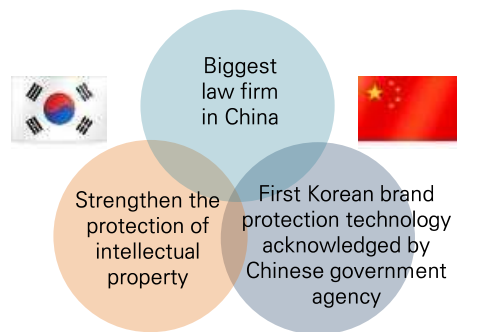 Biggest
law firm
in China
Strengthen the
protection of
intellectual
property
First Korean brand
protection technology
acknowledged by
Chinese government
agency